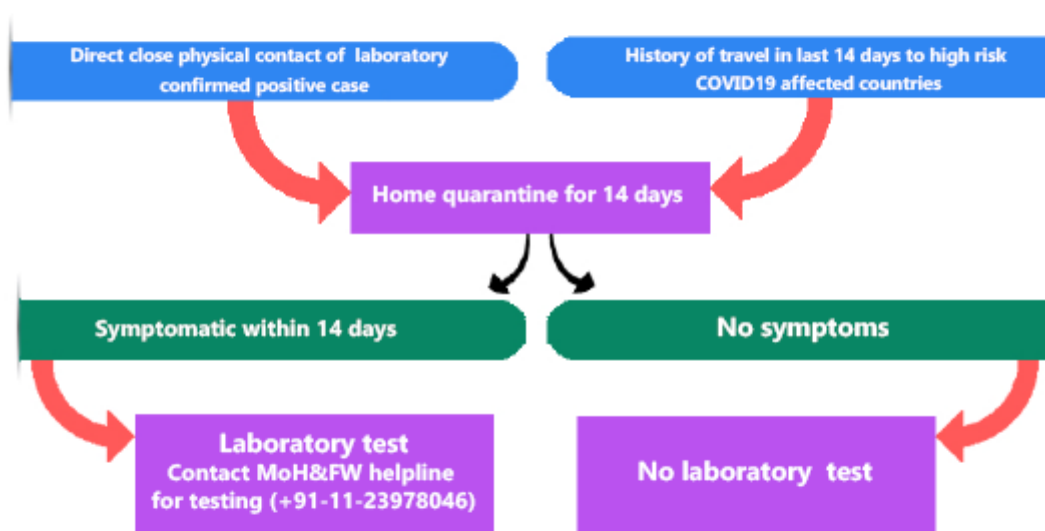 Direct close physical contact of laboratory
confirmed positive case
History of travel in last 14 days to high risk
COVID19 affected countries
Home quarantine for 14 days
Symptomatic within 14 days
No symptoms
Laboratory test
Contact MoH&FW helpline
for testing (+91-11-23978046)
No laboratory test